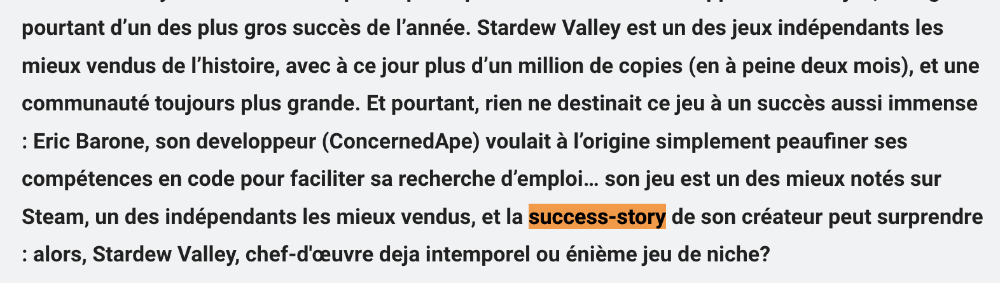 pourtant d’un des plus gros succès de l’année. Stardew Valley est un des jeux indépendants les
mieux vendus de l’histoire, avec à ce jour plus d’un million de copies (en à peine deux mois), et une
communauté toujours plus grande. Et pourtant, rien ne destinait ce jeu à un succès aussi immense
: Eric Barone, son developpeur (ConcernedApe) voulait à l’origine simplement peaufiner ses
compétences en code pour faciliter sa recherche d’emploi… son jeu est un des mieux notés sur
Steam, un des indépendants les mieux vendus, et la success-story de son créateur peut surprendre
: alors, Stardew Valley, chef-d'œuvre deja intemporel ou énième jeu de niche?